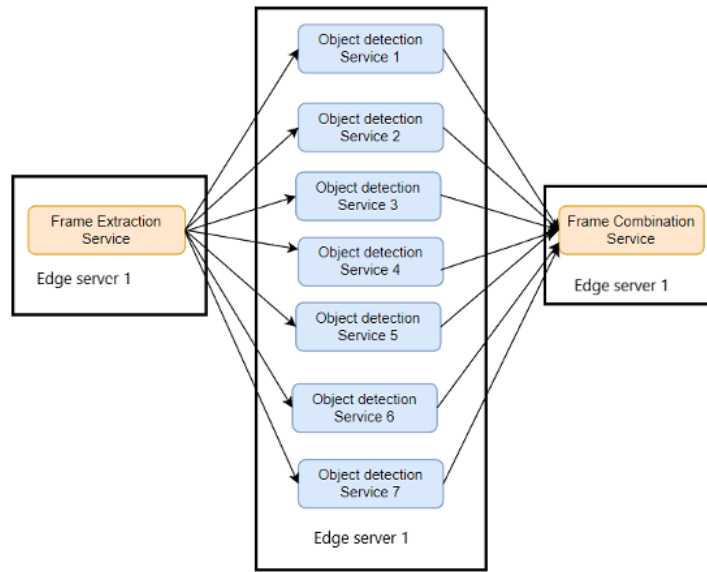 Object detection
Service 1
Object detection
Service 2
Object detection
Service 3
Frame Extraction
Service
Edge server 1
Object detection
Service 4
Object detection
Service 5
Object detection
Service 6
Object detection
Service 7
Edge server 1
Frame Combination
Service
Edge server 1